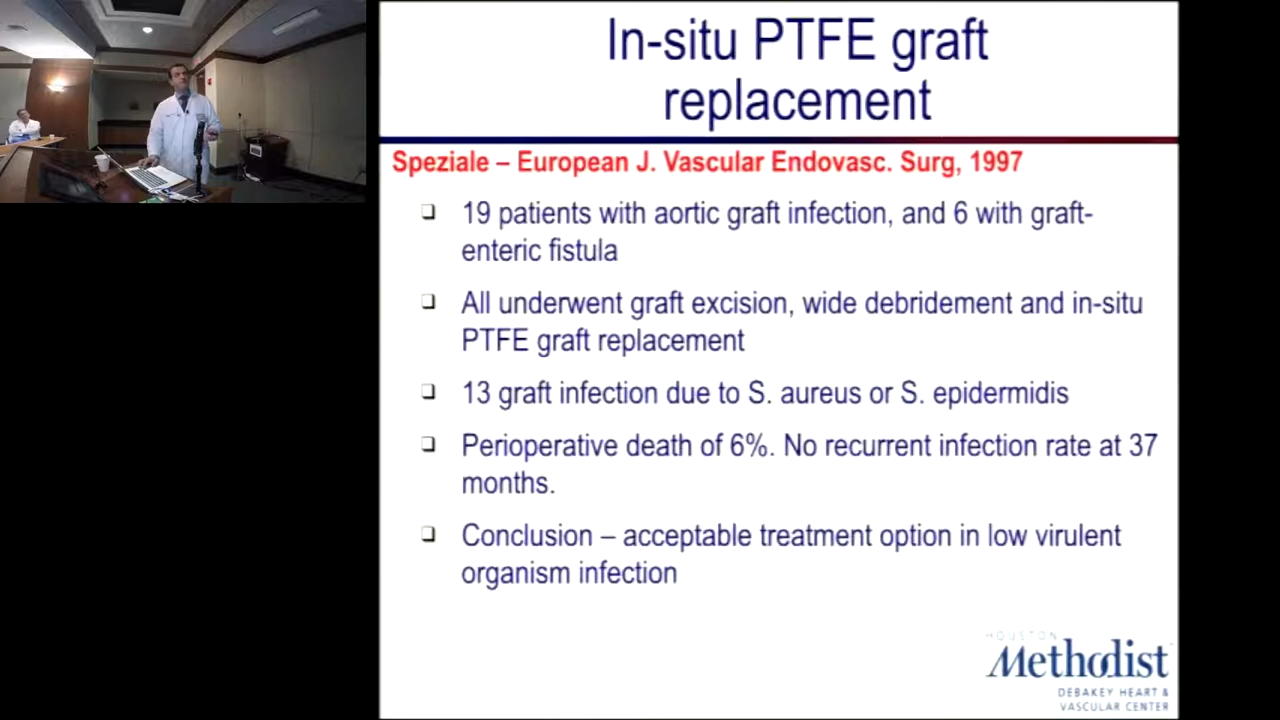 In-situ PTFE graft
replacement
Speziale – European J. Vascular Endovasc. Surg, 1997
❑ 19 patients with aortic graft infection, and 6 with graft-
enteric fistula
❑ All underwent graft excision, wide debridement and in-situ
PTFE graft replacement
❑ 13 graft infection due to S. aureus or S. epidermidis
❑ Perioperative death of 6%. No recurrent infection rate at 37
months.
❑ Conclusion – acceptable treatment option in low virulent
organism infection
HOUSTON
Methodist
DEBAKEY HEART &
VASCULAR CENTER